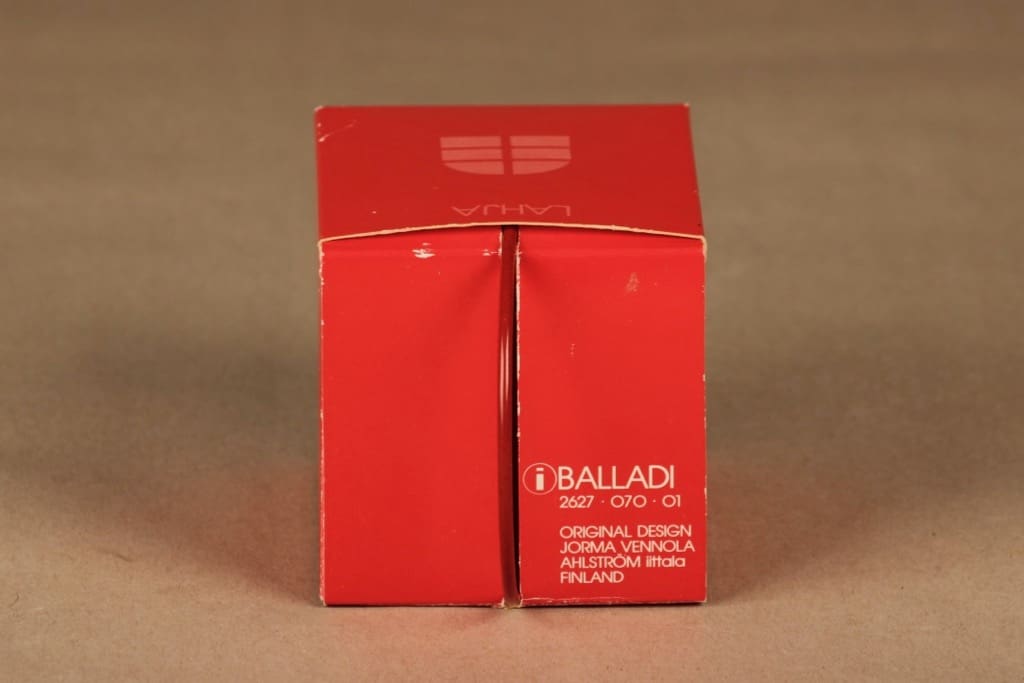 LAHJA
i BALLADI
2627 · 070 · 01
ORIGINAL DESIGN
JORMA VENNOLA
AHLSTRÖM iittala
FINLAND